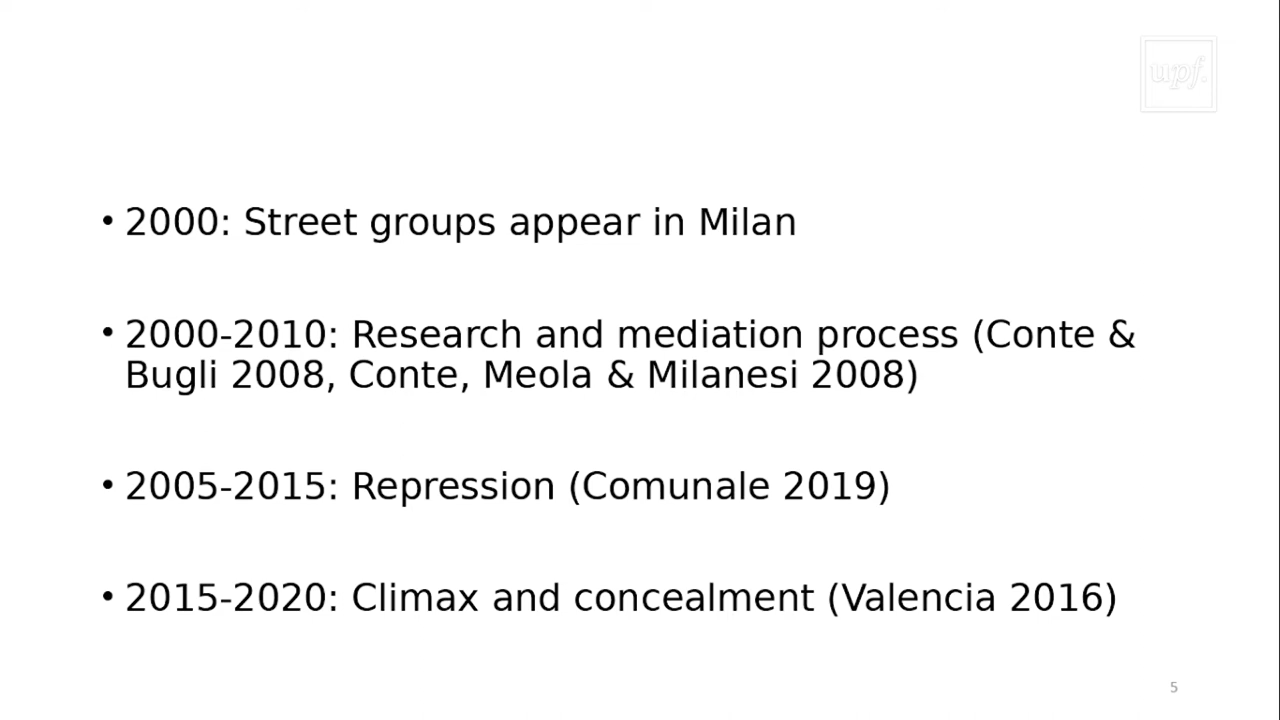 upf.
• 2000: Street groups appear in Milan
• 2000-2010: Research and mediation process (Conte &
Bugli 2008, Conte, Meola & Milanesi 2008)
• 2005-2015: Repression (Comunale 2019)
• 2015-2020: Climax and concealment (Valencia 2016)
5